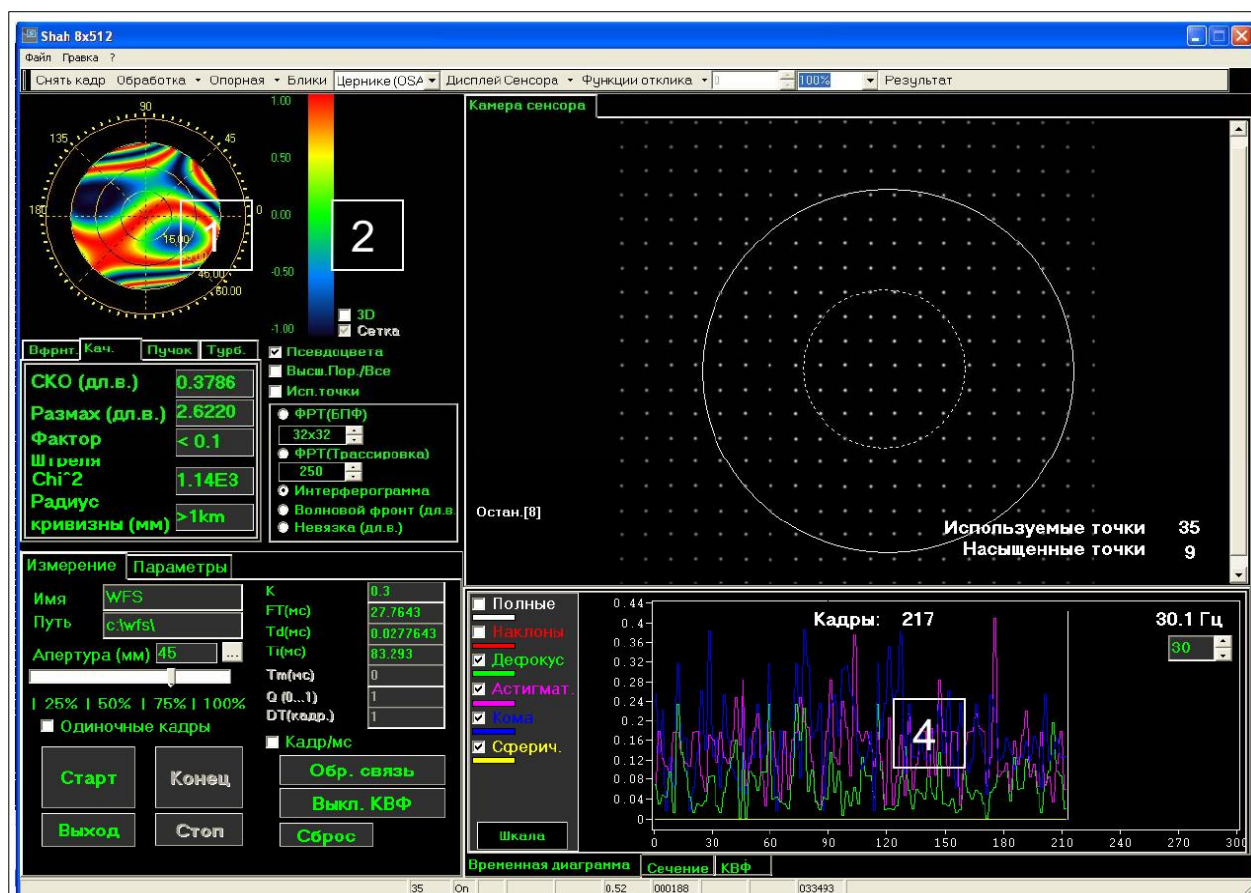 Shah 8x512
Файл Правка ?
Снять кадр Обработка Опорная Блики Цернике (OSA Дисплей Сенсора Функции отклика 0 100% Результат
90
135 45
180 0
15.00
45.00
60.00
1
1.00
0.50
0.00
-0.50
-1.00
2
3D
Сетка
Вфрнт. Кач. Пучок Турб.
СКО (дл.в.) 0.3786
Размах (дл.в.) 2.6220
Фактор Штреля < 0.1
Chi^2 1.14E3
Радиус кривизны (мм) >1km
Псевдоцвета
Высш.Пор./Все
Исп.точки
ФРТ(БПФ)
32x32
ФРТ(Трассировка)
250
Интерферограмма
Волновой фронт (дл.в.
Невязка (дл.в.)
Камера сенсора
Остан.[8]
Используемые точки 35
Насыщенные точки 9
Измерение Параметры
Имя WFS
Путь c:\wfs\
Апертура (мм) 45 ...
| 25% | 50% | 75% | 100%
Одиночные кадры
Старт Конец
Выход Стоп
K 0.3
FT(мс) 27.7643
Td(мс) 0.0277643
Ti(мс) 83.293
Tm(мс) 0
Q (0...1) 1
DT(кадр.) 1
Кадр/мс
Обр. связь
Выкл. КВФ
Сброс
Полные
Наклоны
Дефокус
Астигмат.
Кома
Сферич.
Шкала
Кадры: 217
30.1 Гц
30
0.44
0.4
0.36
0.32
0.28
0.24
0.2
0.16
0.12
0.08
0.04
0
0 30 60 90 120 150 180 210 240 270 300
4
Временная диаграмма Сечение КВФ
35 On 0.52 000188 033493